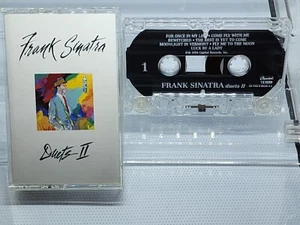 Frank Sinatra
Duets II
FOR ONCE IN MY LIFE • COME FLY WITH ME
BEWITCHED • THE BEST IS YET TO COME
MOONLIGHT IN VERMONT • FLY ME TO THE MOON
LUCK BE A LADY
1
Capitol
FRANK SINATRA duets II